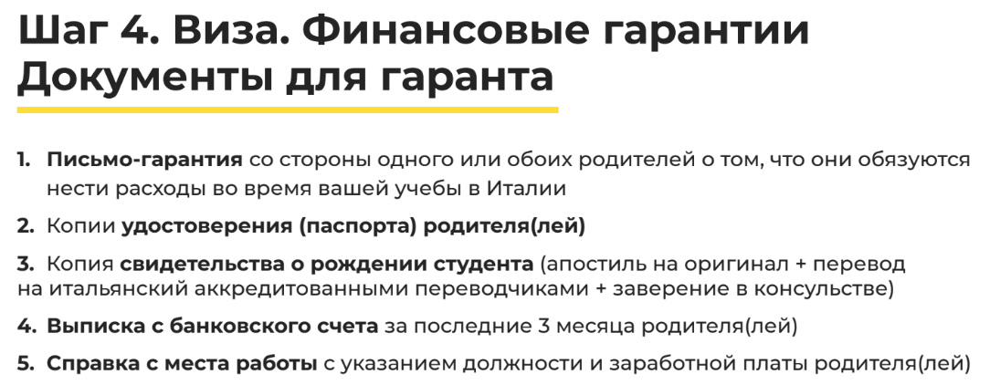 Шаг 4. Виза. Финансовые гарантии
Документы для гаранта
1. Письмо-гарантия со стороны одного или обоих родителей о том, что они обязуются
нести расходы во время вашей учебы в Италии
2. Копии удостоверения (паспорта) родителя(лей)
3. Копия свидетельства о рождении студента (апостиль на оригинал + перевод
на итальянский аккредитованными переводчиками + заверение в консульстве)
4. Выписка с банковского счета за последние 3 месяца родителя(лей)
5. Справка с места работы с указанием должности и заработной платы родителя(лей)